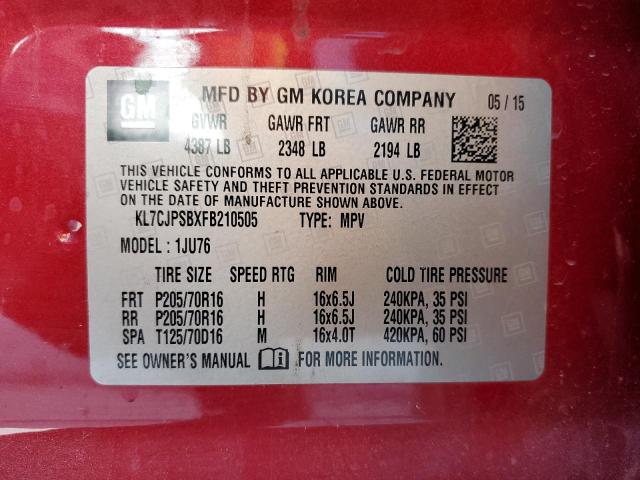 GM MFD BY GM KOREA COMPANY 05 / 15
GVWR GAWR FRT GAWR RR
4387 LB 2348 LB 2194 LB
THIS VEHICLE CONFORMS TO ALL APPLICABLE U.S. FEDERAL MOTOR
VEHICLE SAFETY AND THEFT PREVENTION STANDARDS IN EFFECT
ON THE DATE OF MANUFACTURE SHOWN ABOVE.
KL7CJPSBXFB210505 TYPE: MPV
MODEL: 1JU76
TIRE SIZE SPEED RTG RIM COLD TIRE PRESSURE
FRT P205/70R16 H 16x6.5J 240KPA, 35 PSI
RR P205/70R16 H 16x6.5J 240KPA, 35 PSI
SPA T125/70D16 M 16x4.0T 420KPA, 60 PSI
SEE OWNER'S MANUAL FOR MORE INFORMATION.